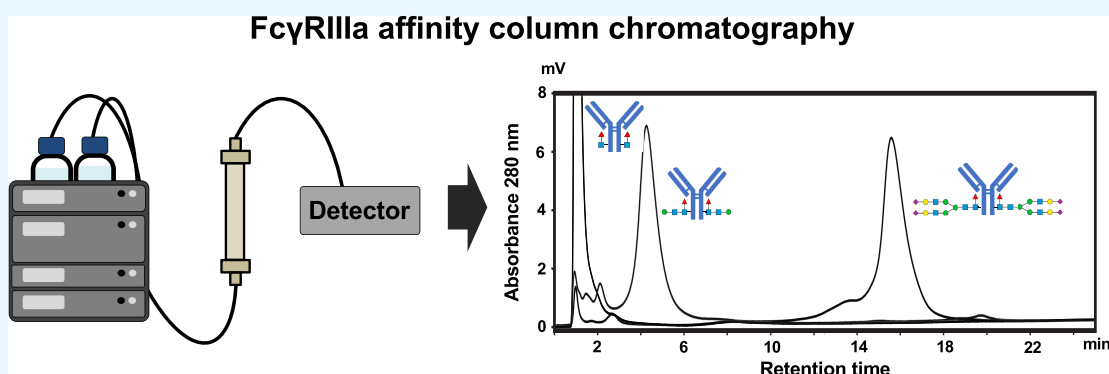 FcγRIIIa affinity column chromatography
Detector
mV
Absorbance 280 nm
8
6
4
2
0
2 6 10 14 18 22 min
Retention time